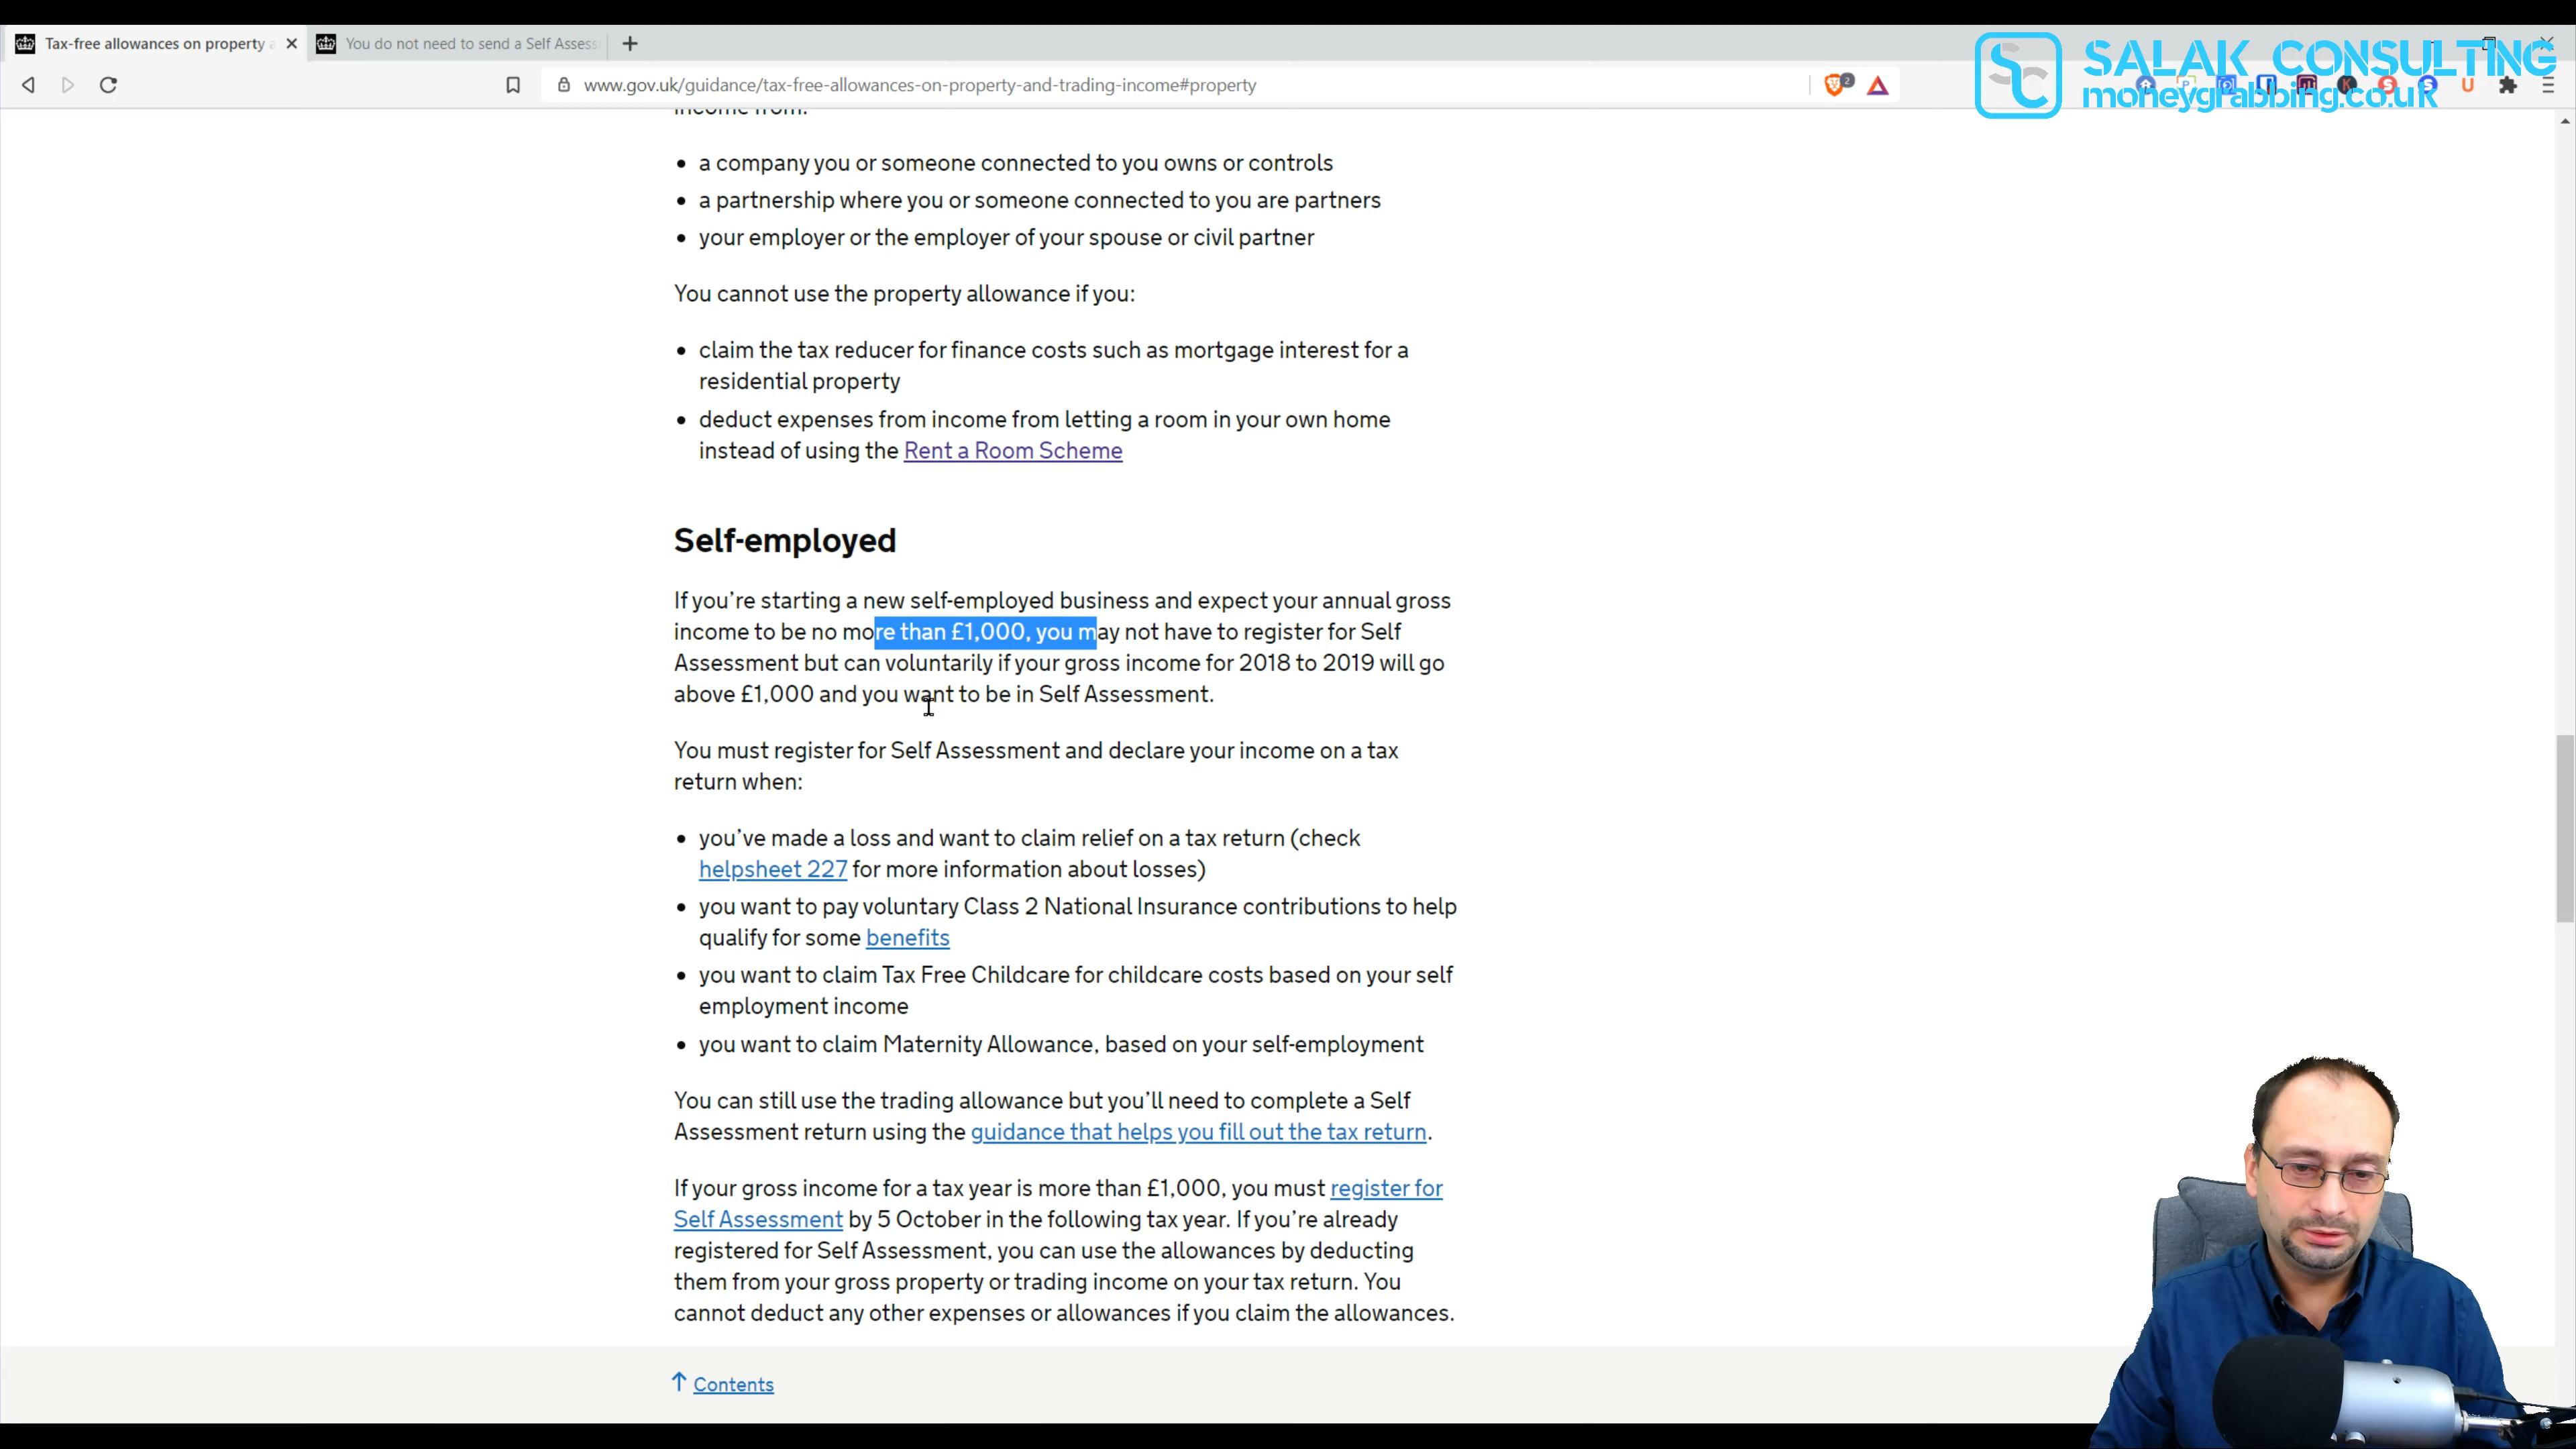 Tax-free allowances on property a
You do not need to send a Self Assess
SALAK CONSULTING
www.gov.uk/guidance/tax-free-allowances-on-property-and-trading-income#property
2
moneygrabbing.co.uk
income from:
• a company you or someone connected to you owns or controls
• a partnership where you or someone connected to you are partners
• your employer or the employer of your spouse or civil partner
You cannot use the property allowance if you:
• claim the tax reducer for finance costs such as mortgage interest for a
residential property
• deduct expenses from income from letting a room in your own home
instead of using the Rent a Room Scheme
Self-employed
If you're starting a new self-employed business and expect your annual gross
income to be no more than £1,000, you may not have to register for Self
Assessment but can voluntarily if your gross income for 2018 to 2019 will go
above £1,000 and you want to be in Self Assessment.
You must register for Self Assessment and declare your income on a tax
return when:
• you've made a loss and want to claim relief on a tax return (check
helpsheet 227 for more information about losses)
• you want to pay voluntary Class 2 National Insurance contributions to help
qualify for some benefits
• you want to claim Tax Free Childcare for childcare costs based on your self
employment income
• you want to claim Maternity Allowance, based on your self-employment
You can still use the trading allowance but you'll need to complete a Self
Assessment return using the guidance that helps you fill out the tax return.
If your gross income for a tax year is more than £1,000, you must register for
Self Assessment by 5 October in the following tax year. If you're already
registered for Self Assessment, you can use the allowances by deducting
them from your gross property or trading income on your tax return. You
cannot deduct any other expenses or allowances if you claim the allowances.
↑ Contents